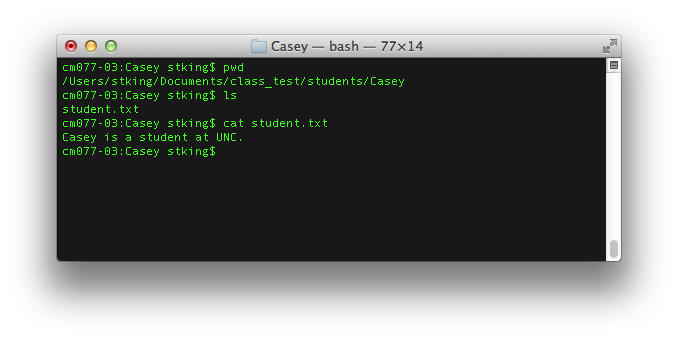 Casey — bash — 77×14
cm077-03:Casey stking$ pwd
/Users/stking/Documents/class_test/students/Casey
cm077-03:Casey stking$ ls
student.txt
cm077-03:Casey stking$ cat student.txt
Casey is a student at UNC.
cm077-03:Casey stking$